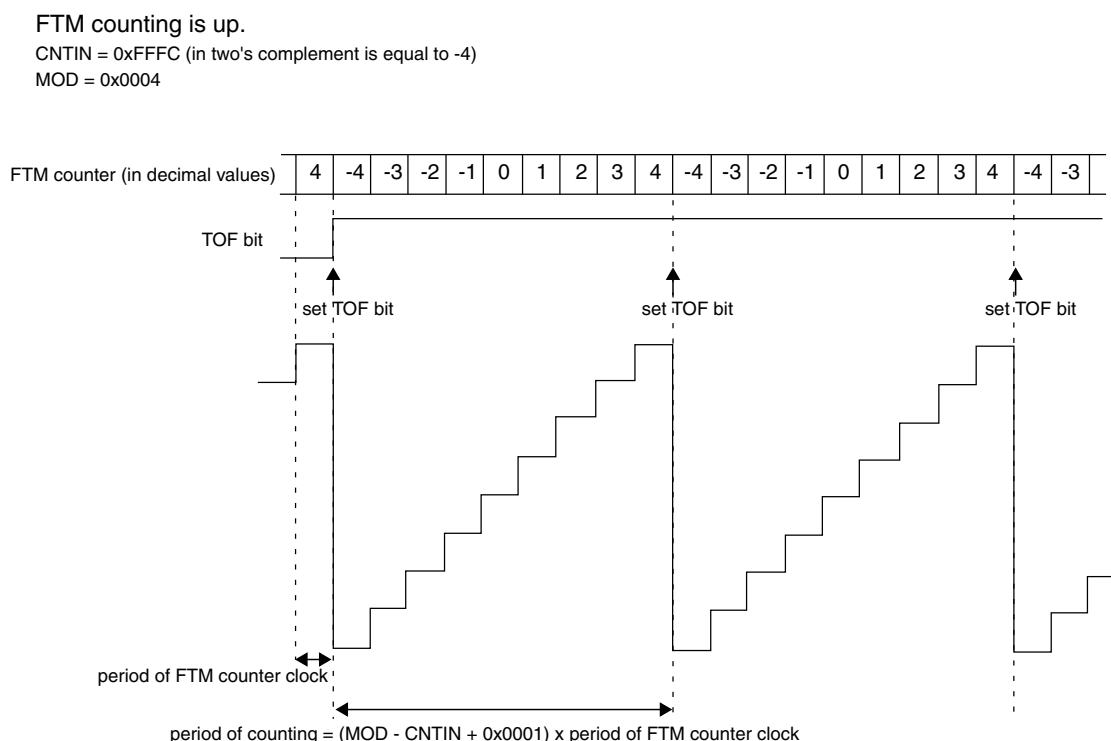 FTM counting is up.
CNTIN = 0xFFFC (in two's complement is equal to -4)
MOD = 0x0004
FTM counter (in decimal values) 4 -4 -3 -2 -1 0 1 2 3 4 -4 -3 -2 -1 0 1 2 3 4 -4 -3
TOF bit
set TOF bit set TOF bit set TOF bit
period of FTM counter clock
period of counting = (MOD - CNTIN + 0x0001) x period of FTM counter clock